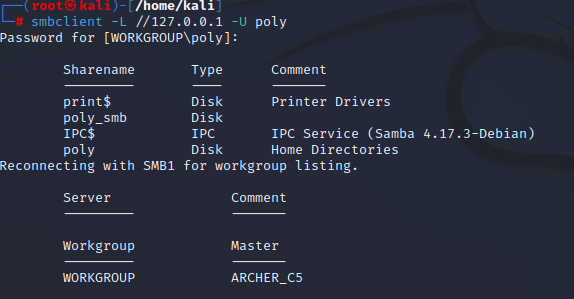 ┌──(root㉿kali)-[/home/kali]
└─# smbclient -L //127.0.0.1 -U poly
Password for [WORKGROUP\poly]:
Sharename Type Comment
--------- ---- -------
print$ Disk Printer Drivers
poly_smb Disk
IPC$ IPC IPC Service (Samba 4.17.3-Debian)
poly Disk Home Directories
Reconnecting with SMB1 for workgroup listing.
Server Comment
--------- -------
Workgroup Master
--------- -------
WORKGROUP ARCHER_C5